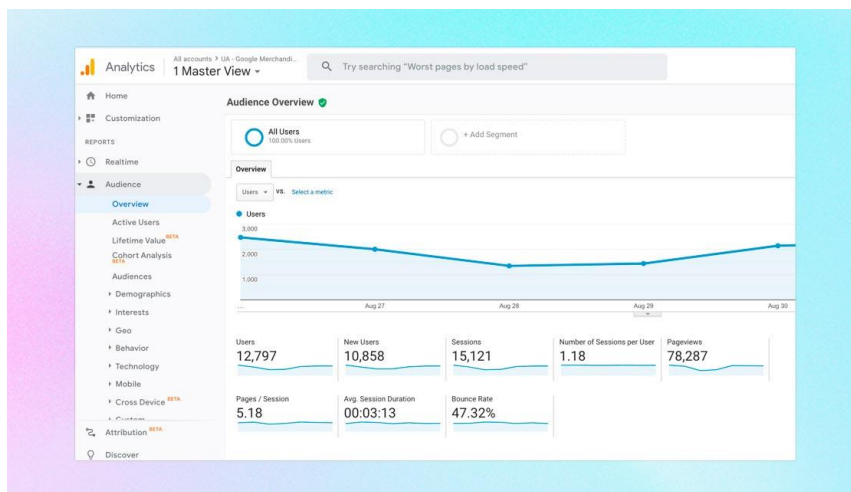 Analytics
All accounts > UA - Google Merchandi...
1 Master View
Try searching "Worst pages by load speed"
Home
Customization
REPORTS
Realtime
Audience
Overview
Active Users
Lifetime Value BETA
Cohort Analysis
BETA
Audiences
Demographics
Interests
Geo
Behavior
Technology
Mobile
Cross Device BETA
Custom
Attribution BETA
Discover
Audience Overview
All Users
100.00% Users
+ Add Segment
Overview
Users VS. Select a metric
Users
3,000
2,000
1,000
... Aug 27 Aug 28 Aug 29 Aug 30
Users New Users Sessions Number of Sessions per User Pageviews
12,797 10,858 15,121 1.18 78,287
Pages / Session Avg. Session Duration Bounce Rate
5.18 00:03:13 47.32%